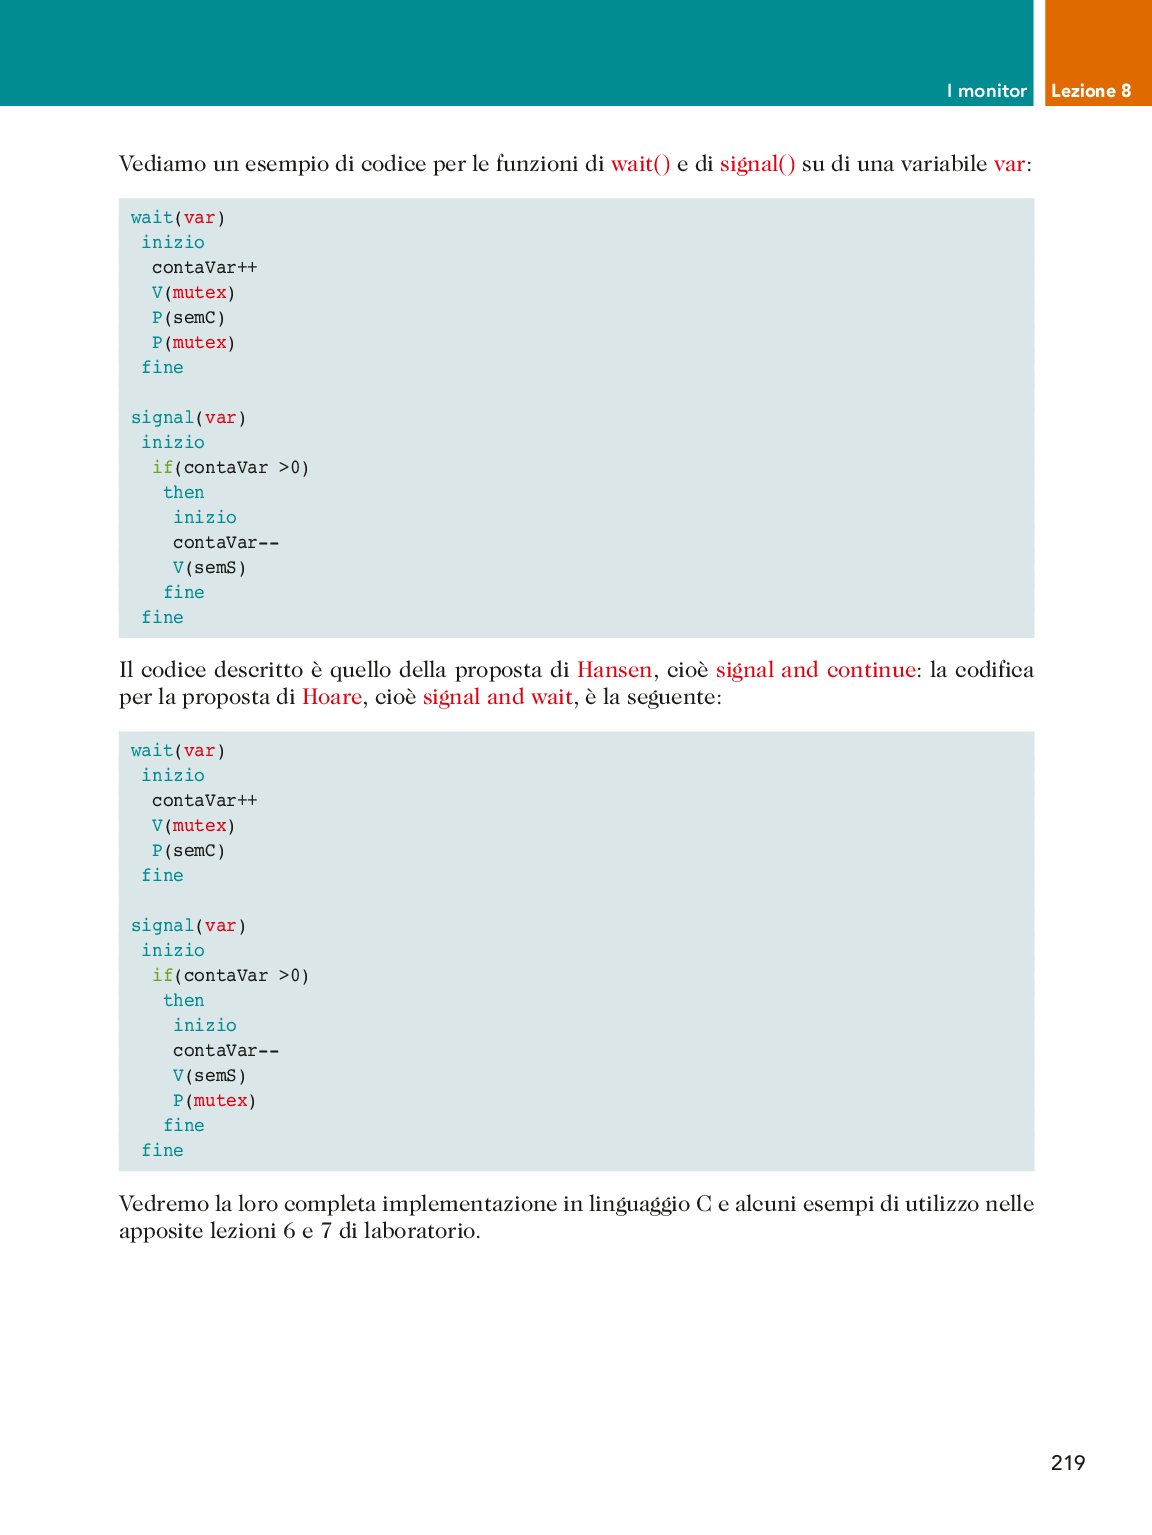 I monitor Lezione 8
Vediamo un esempio di codice per le funzioni di wait() e di signal() su di una variabile var:
wait(var)
inizio
contaVar++
V(mutex)
P(semC)
P(mutex)
fine
signal(var)
inizio
if(contaVar >0)
then
inizio
contaVar--
V(semS)
fine
fine
Il codice descritto è quello della proposta di Hansen, cioè signal and continue: la codifica
per la proposta di Hoare, cioè signal and wait, è la seguente:
wait(var)
inizio
contaVar++
V(mutex)
P(semC)
fine
signal(var)
inizio
if(contaVar >0)
then
inizio
contaVar--
V(semS)
P(mutex)
fine
fine
Vedremo la loro completa implementazione in linguaggio C e alcuni esempi di utilizzo nelle
apposite lezioni 6 e 7 di laboratorio.
219